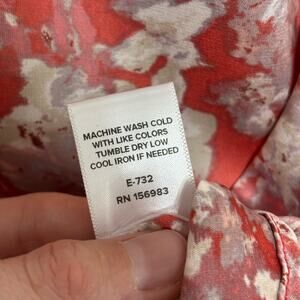 MACHINE WASH COLD
WITH LIKE COLORS
TUMBLE DRY LOW
COOL IRON IF NEEDED
E-732
RN 156983